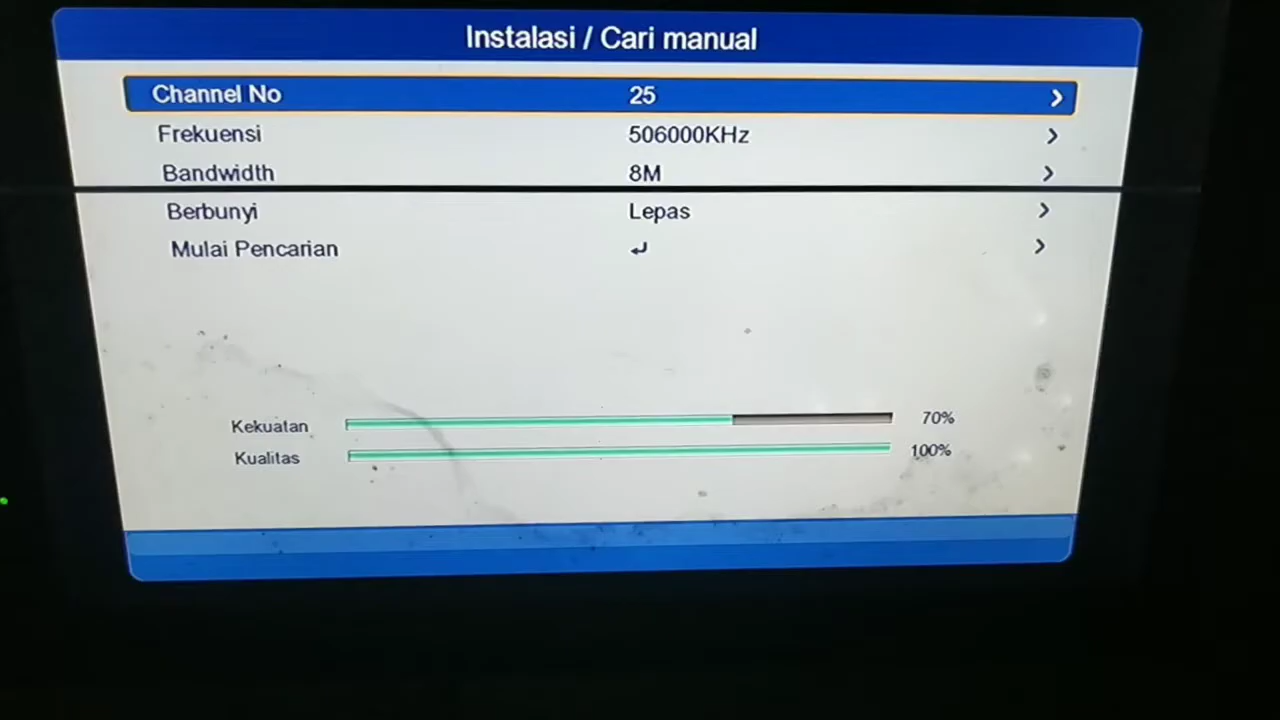 Instalasi / Cari manual
Channel No 25
Frekuensi 506000KHz
Bandwidth 8M
Berbunyi Lepas
Mulai Pencarian
Kekuatan 70%
Kualitas 100%